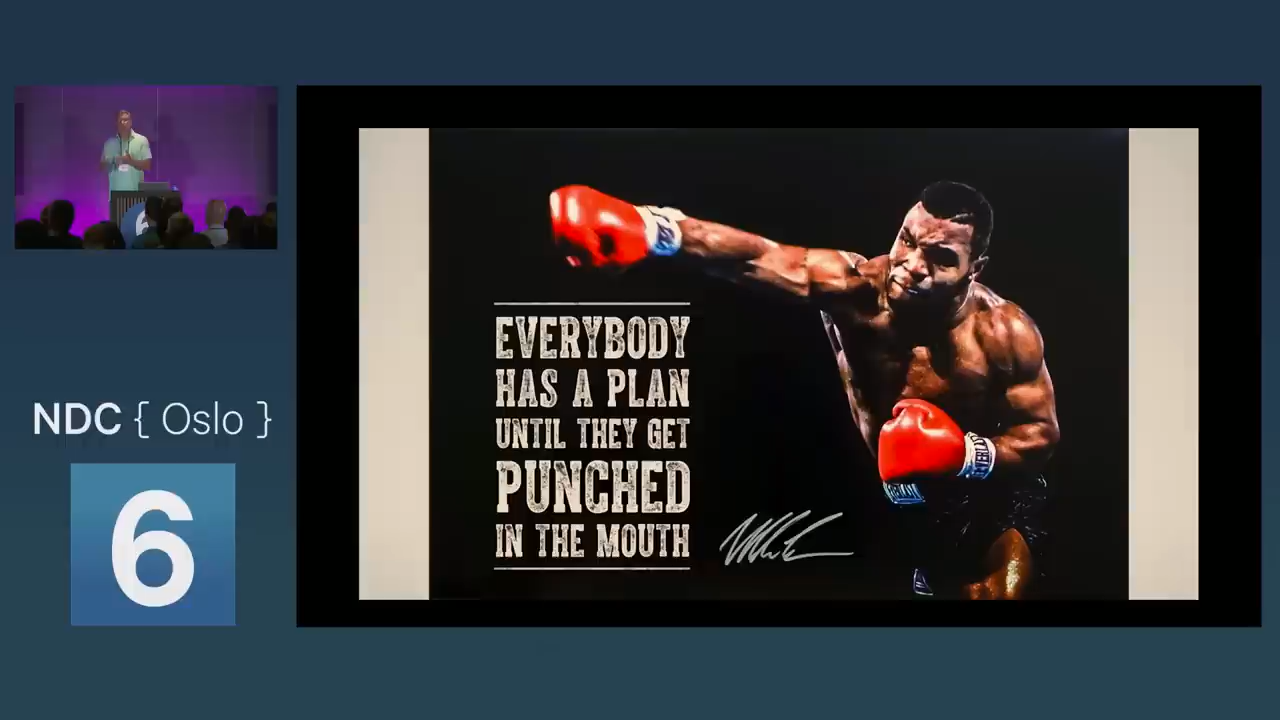 NDC { Oslo }
6
EVERYBODY
HAS A PLAN
UNTIL THEY GET
PUNCHED
IN THE MOUTH